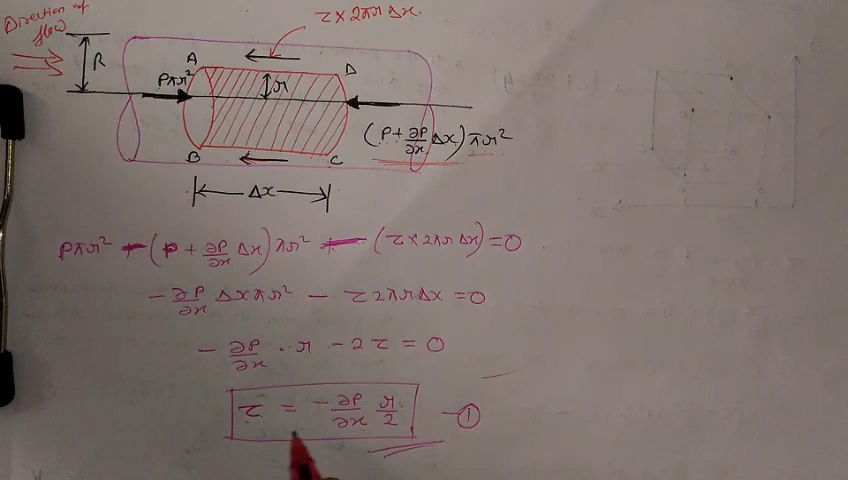 Direction of flow
τ × 2πr Δx.
R
A
D
Pπr²
r
(P + ∂P/∂x Δx) πr²
B
C
Δx
Pπr² - (P + ∂P/∂x Δx) πr² - (τ × 2πr Δx) = 0
- ∂P/∂x Δx πr² - τ 2πr Δx = 0
- ∂P/∂x · r - 2τ = 0
τ = - ∂P/∂x r/2 - ①